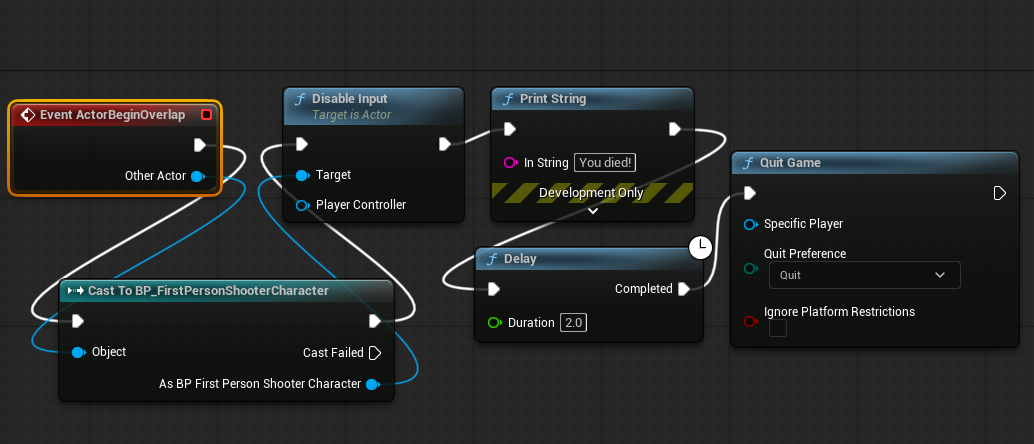 Event ActorBeginOverlap
Other Actor
Disable Input
Target is Actor
Target
Player Controller
Print String
In String You died!
Development Only
Quit Game
Specific Player
Quit Preference
Quit
Ignore Platform Restrictions
Delay
Completed
Duration 2.0
Cast To BP_FirstPersonShooterCharacter
Object
Cast Failed
As BP First Person Shooter Character